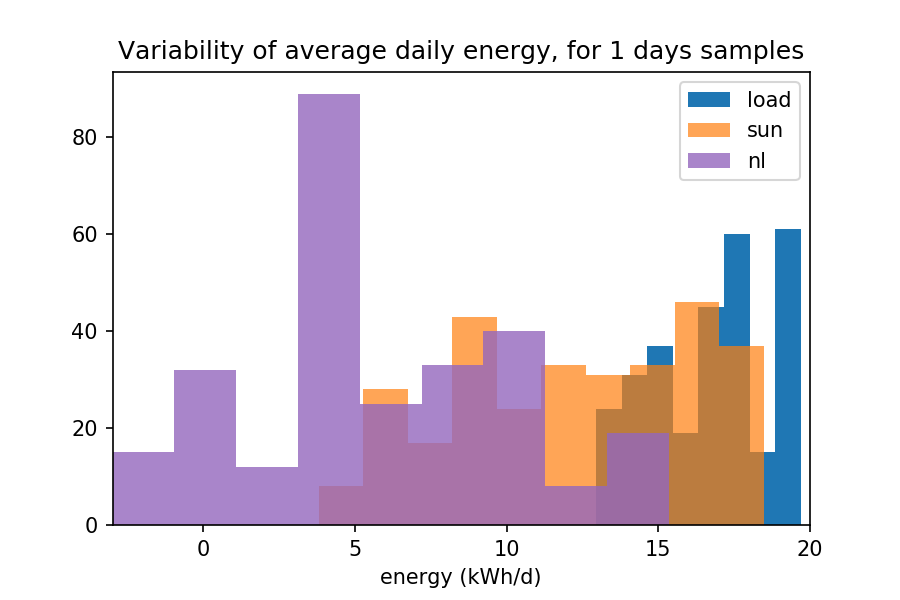 Variability of average daily energy, for 1 days samples
load
sun
nl
80
60
40
20
0
0 5 10 15 20
energy (kWh/d)